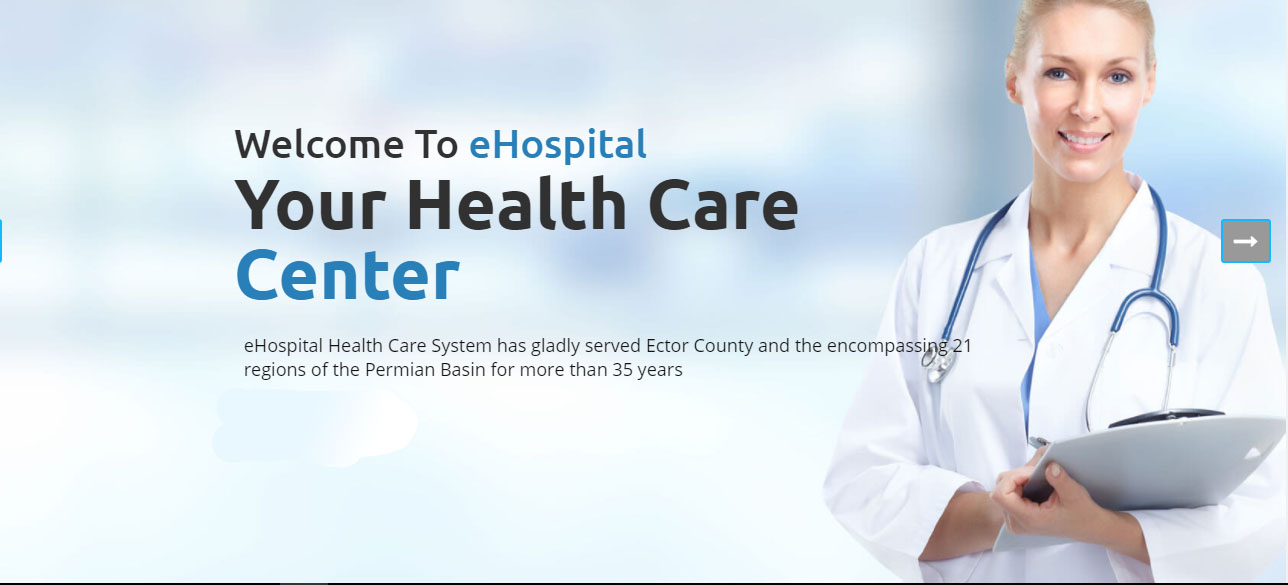 Welcome To eHospital
Your Health Care
Center
eHospital Health Care System has gladly served Ector County and the encompassing 21
regions of the Permian Basin for more than 35 years